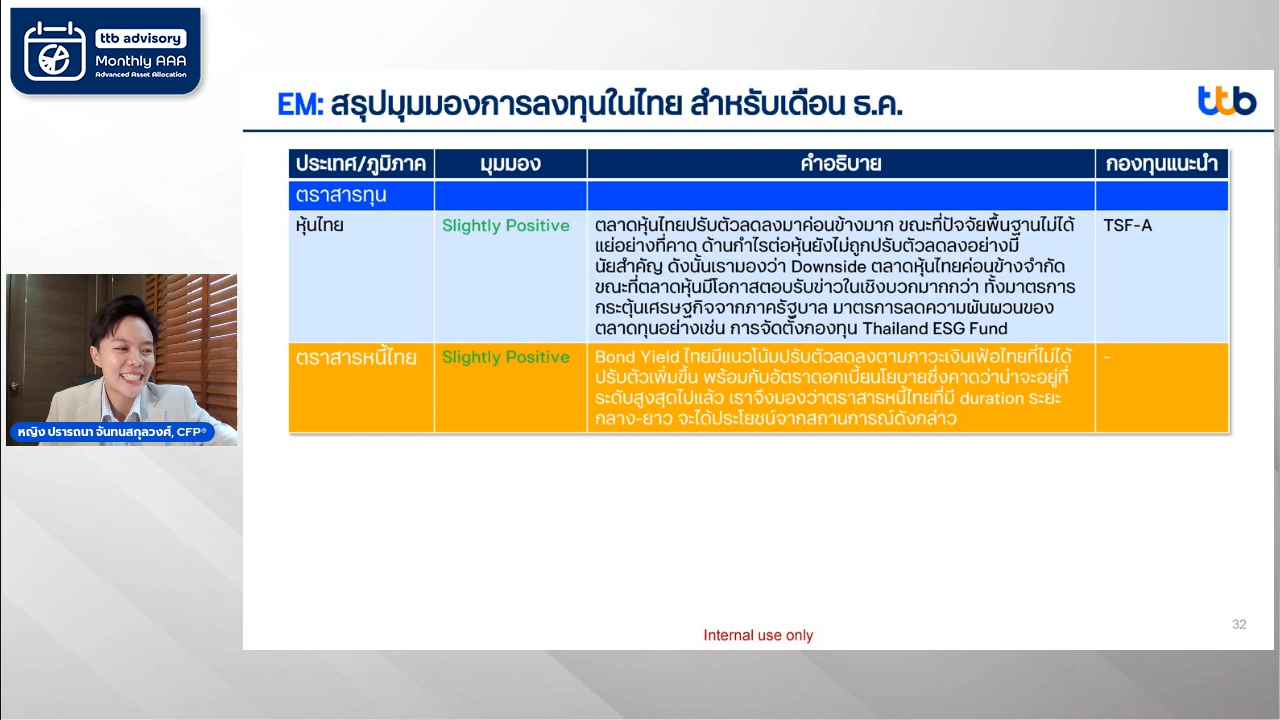 ttb advisory
Monthly AAA
Advanced Asset Allocation
EM: สรุปมุมมองการลงทุนในไทย สำหรับเดือน ธ.ค.
ttb
ประเทศ/ภูมิภาค มุมมอง คำอธิบาย กองทุนแนะนำ
ตราสารทุน
หุ้นไทย Slightly Positive ตลาดหุ้นไทยปรับตัวลดลงมาค่อนข้างมาก ขณะที่ปัจจัยพื้นฐานไม่ได้ TSF-A
แย่อย่างที่คาด ด้านกำไรต่อหุ้นยังไม่ถูกปรับตัวลดลงอย่างมี
นัยสำคัญ ดังนั้นเรามองว่า Downside ตลาดหุ้นไทยค่อนข้างจำกัด
ขณะที่ตลาดหุ้นมีโอกาสตอบรับข่าวในเชิงบวกมากกว่า ทั้งมาตรการ
กระตุ้นเศรษฐกิจจากภาครัฐบาล มาตรการลดความผันผวนของ
ตลาดทุนอย่างเช่น การจัดตั้งกองทุน Thailand ESG Fund
ตราสารหนี้ไทย Slightly Positive Bond Yield ไทยมีแนวโน้มปรับตัวลดลงตามภาวะเงินเฟ้อไทยที่ไม่ได้ -
ปรับตัวเพิ่มขึ้น พร้อมกับอัตราดอกเบี้ยนโยบายซึ่งคาดว่าน่าจะอยู่ที่
ระดับสูงสุดไปแล้ว เราจึงมองว่าตราสารหนี้ไทยที่มี duration ระยะ
กลาง-ยาว จะได้ประโยชน์จากสถานการณ์ดังกล่าว
หญิง ปรารถนา จันทนสกุลวงศ์, CFP®
32
Internal use only